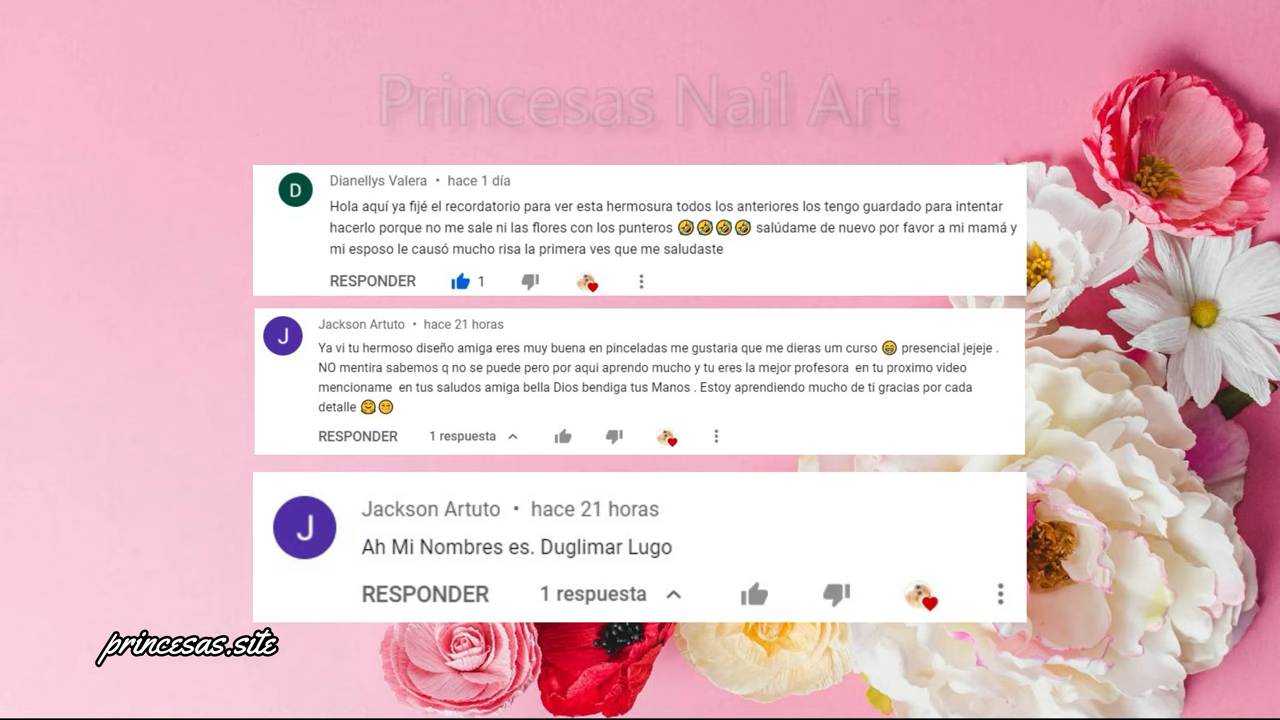 Princesas Nail Art
D
Dianellys Valera • hace 1 día
Hola aquí ya fijé el recordatorio para ver esta hermosura todos los anteriores los tengo guardado para intentar
hacerlo porque no me sale ni las flores con los punteros 🤣🤣🤣🤣 salúdame de nuevo por favor a mi mamá y
mi esposo le causó mucho risa la primera ves que me saludaste
RESPONDER 1
J
Jackson Artuto • hace 21 horas
Ya vi tu hermoso diseño amiga eres muy buena en pinceladas me gustaria que me dieras um curso 😁 presencial jejeje .
NO mentira sabemos q no se puede pero por aqui aprendo mucho y tu eres la mejor profesora en tu proximo video
mencioname en tus saludos amiga bella Dios bendiga tus Manos . Estoy aprendiendo mucho de ti gracias por cada
detalle 🤗😁
RESPONDER 1 respuesta
J
Jackson Artuto • hace 21 horas
Ah Mi Nombres es. Duglimar Lugo
RESPONDER 1 respuesta
princesas.site